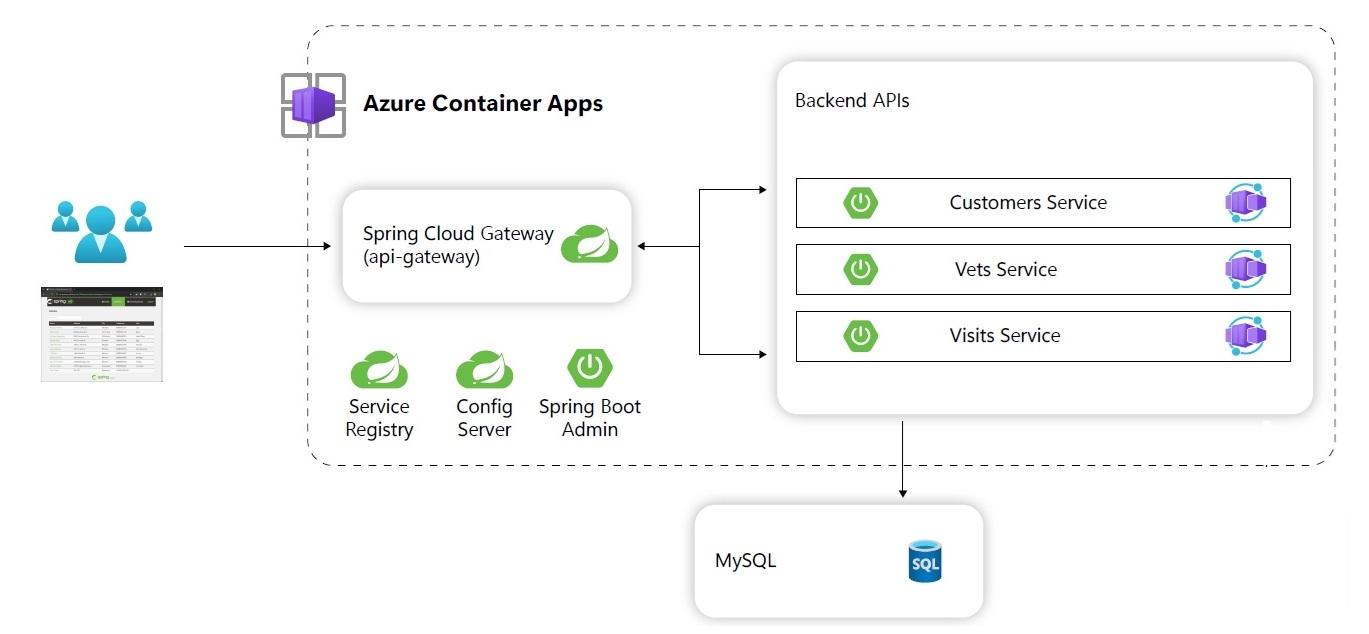 Azure Container Apps
Backend APIs
Customers Service
Vets Service
Visits Service
Spring Cloud Gateway
(api-gateway)
Service
Registry
Config
Server
Spring Boot
Admin
MySQL
SQL
spring